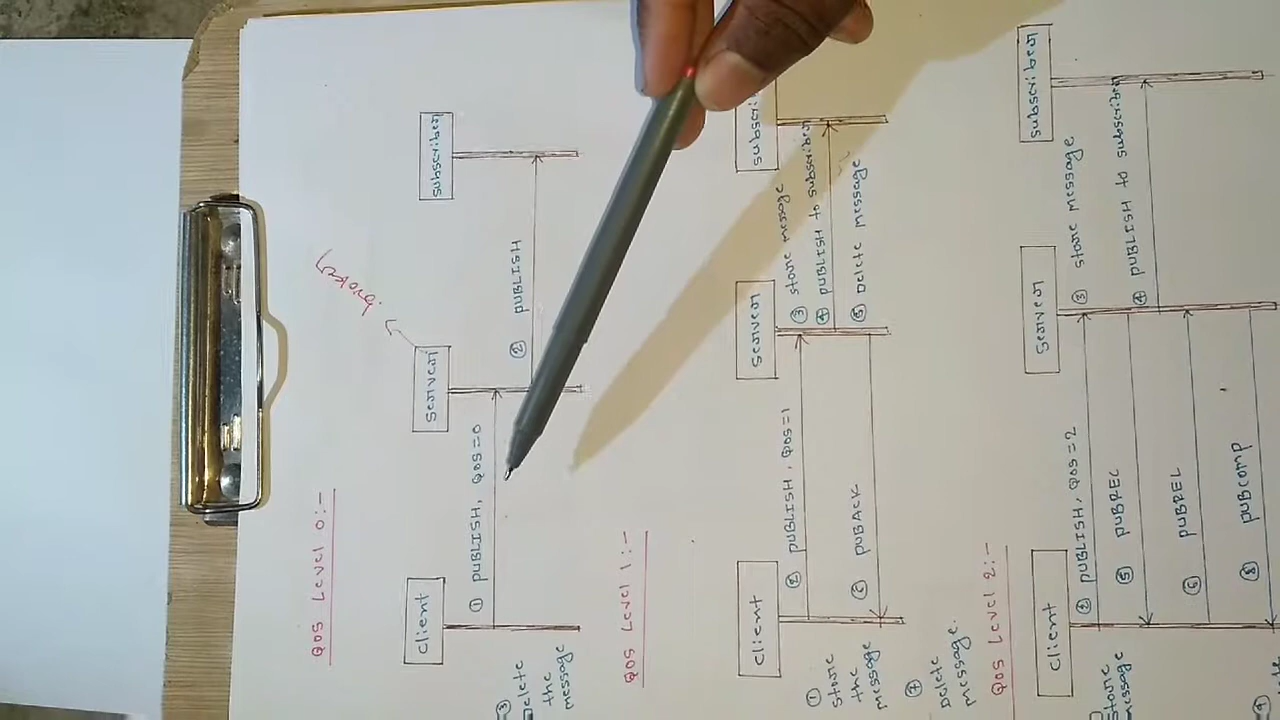 QOS Level 0:-
client
server
subscriber
① PUBLISH, QOS=0
② PUBLISH
③
Delete
the
message
QOS Level 1:-
client
server
① Store
the
message
② PUBLISH, QOS=1
③ store message
④ PUBLISH to subscriber
⑤ Delete message
⑥ PUBACK
⑦
Delete
message.
QOS Level 2:-
client
server
subscriber
Store
message
② PUBLISH, QOS=2
③ store message
④ PUBLISH to subscriber
⑤ PUBREC
⑥ PUBREL
⑧ PUBCOMP